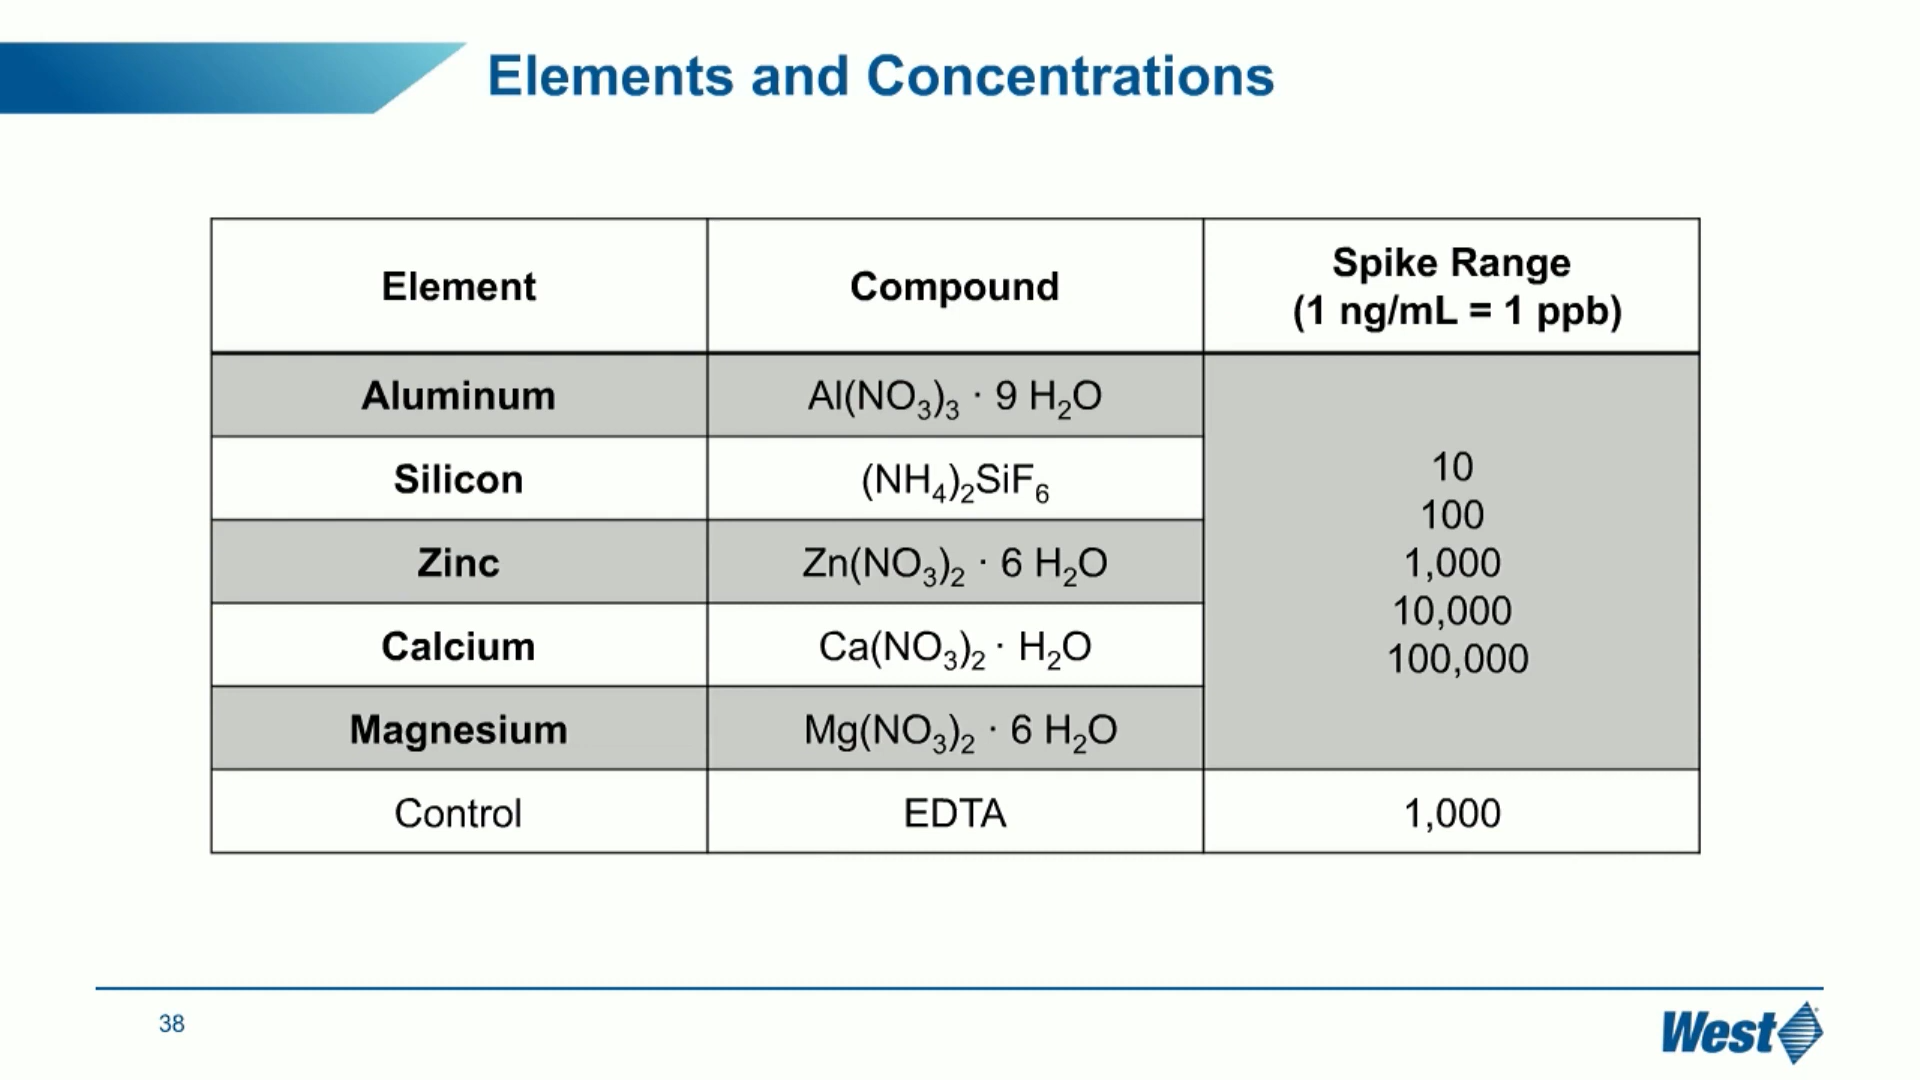 Elements and Concentrations
Element
Compound
Spike Range
(1 ng/mL = 1 ppb)
Aluminum
Al(NO₃)₃ · 9 H₂O
Silicon
(NH₄)₂SiF₆
Zinc
Zn(NO₃)₂ · 6 H₂O
Calcium
Ca(NO₃)₂ · H₂O
Magnesium
Mg(NO₃)₂ · 6 H₂O
10
100
1,000
10,000
100,000
Control
EDTA
1,000
38
West